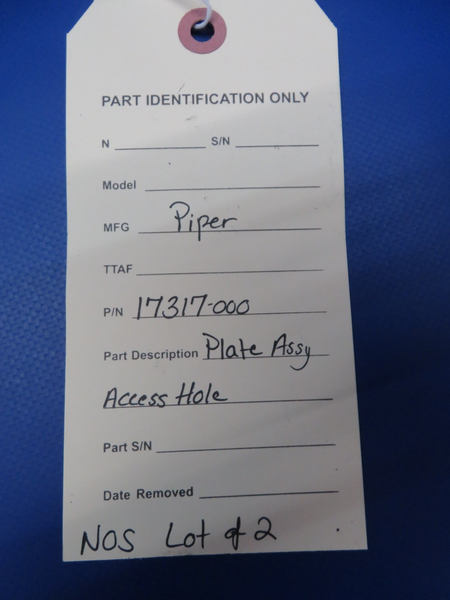 PART IDENTIFICATION ONLY
N S/N
Model
MFG Piper
TTAF
P/N 17317-000
Part Description Plate Assy
Access Hole
Part S/N
Date Removed
NOS Lot of 2